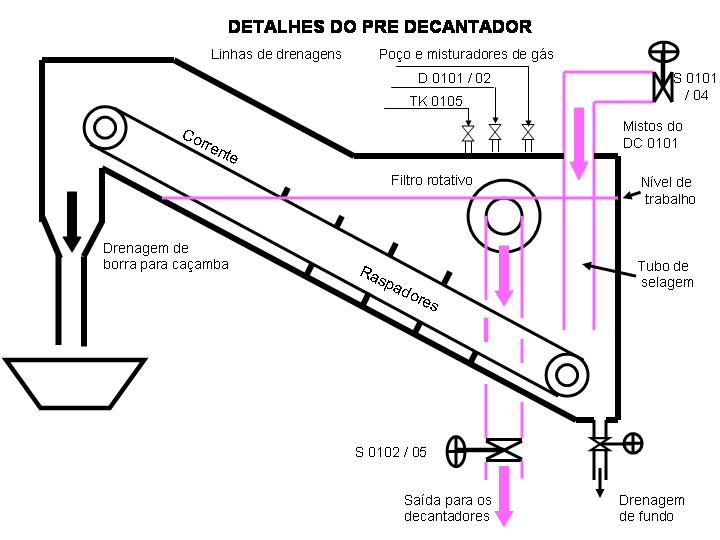 DETALHES DO PRE DECANTADOR
Linhas de drenagens
Poço e misturadores de gás
D 0101 / 02
TK 0105
S 0101
/ 04
Mistos do
DC 0101
Corrente
Filtro rotativo
Nível de
trabalho
Drenagem de
borra para caçamba
Raspadores
Tubo de
selagem
S 0102 / 05
Saída para os
decantadores
Drenagem
de fundo